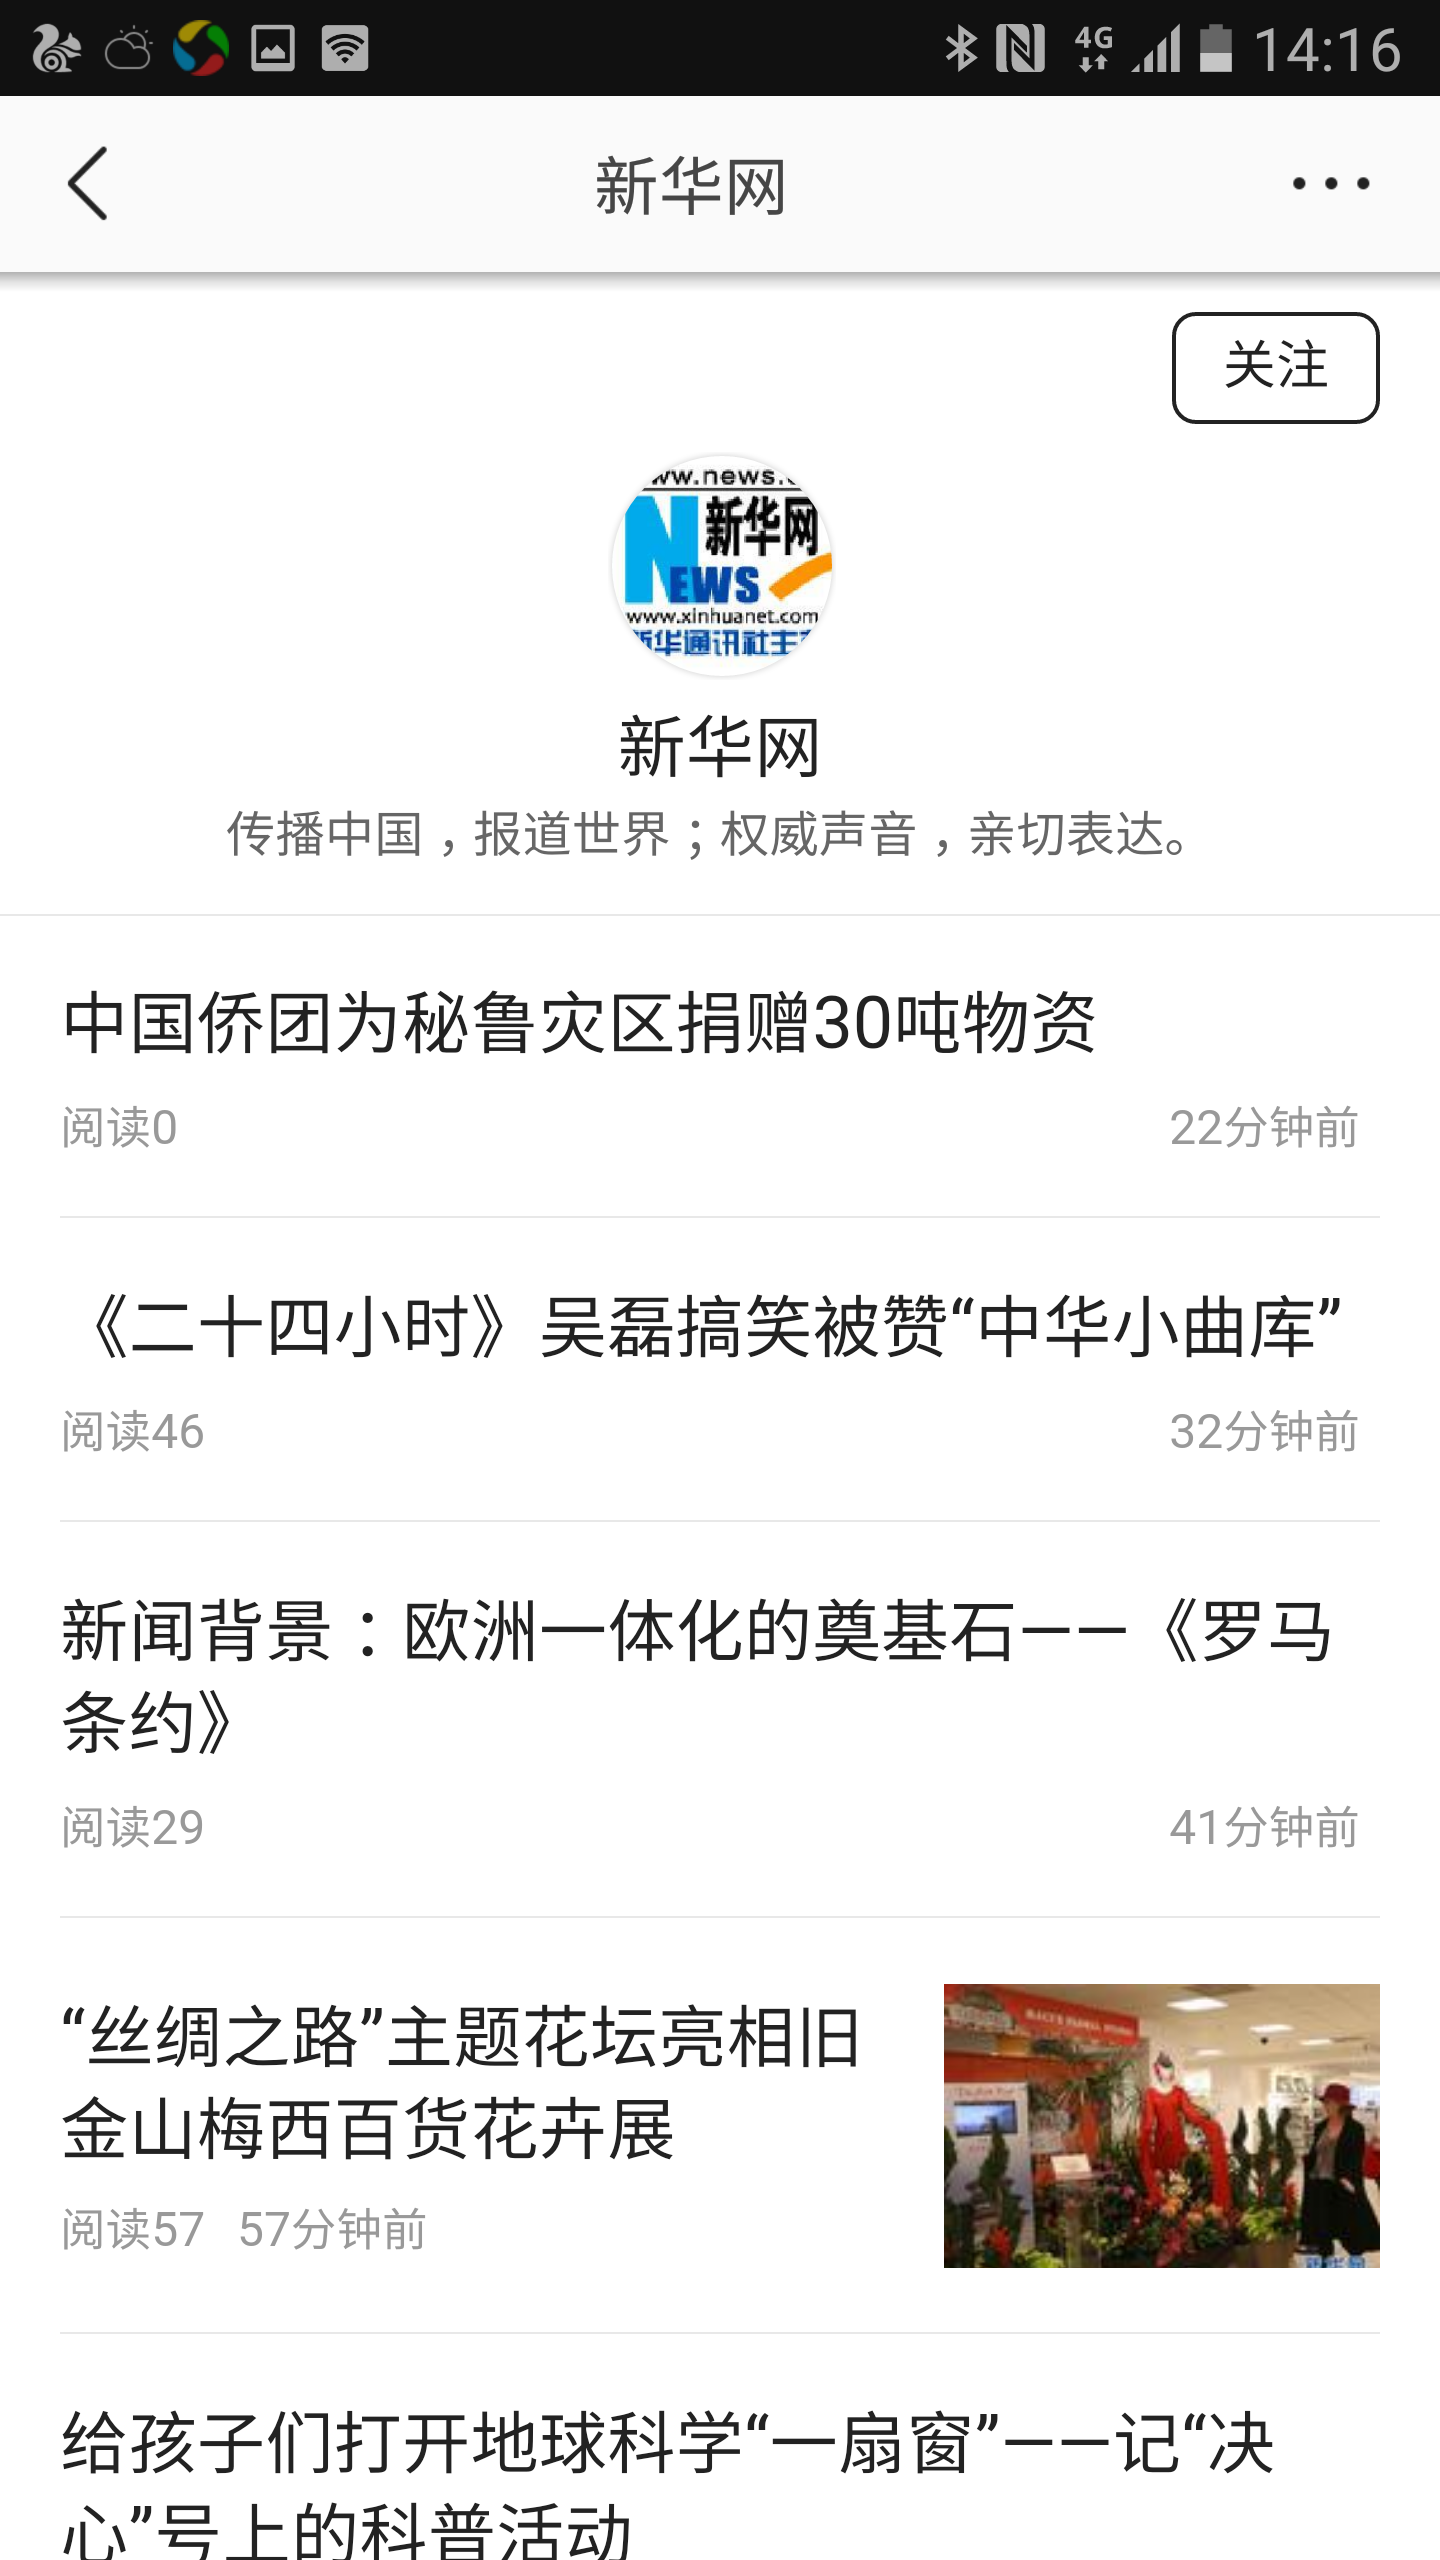 4G 14:16
新华网
关注
ww.news.
新华网
NEWS
www.xinhuanet.com
新华通讯社主
新华网
传播中国，报道世界；权威声音，亲切表达。
中国侨团为秘鲁灾区捐赠30吨物资
阅读0 22分钟前
《二十四小时》吴磊搞笑被赞“中华小曲库”
阅读46 32分钟前
新闻背景：欧洲一体化的奠基石——《罗马
条约》
阅读29 41分钟前
“丝绸之路”主题花坛亮相旧
金山梅西百货花卉展
阅读57 57分钟前
给孩子们打开地球科学“一扇窗”——记“决
心”号上的科普活动